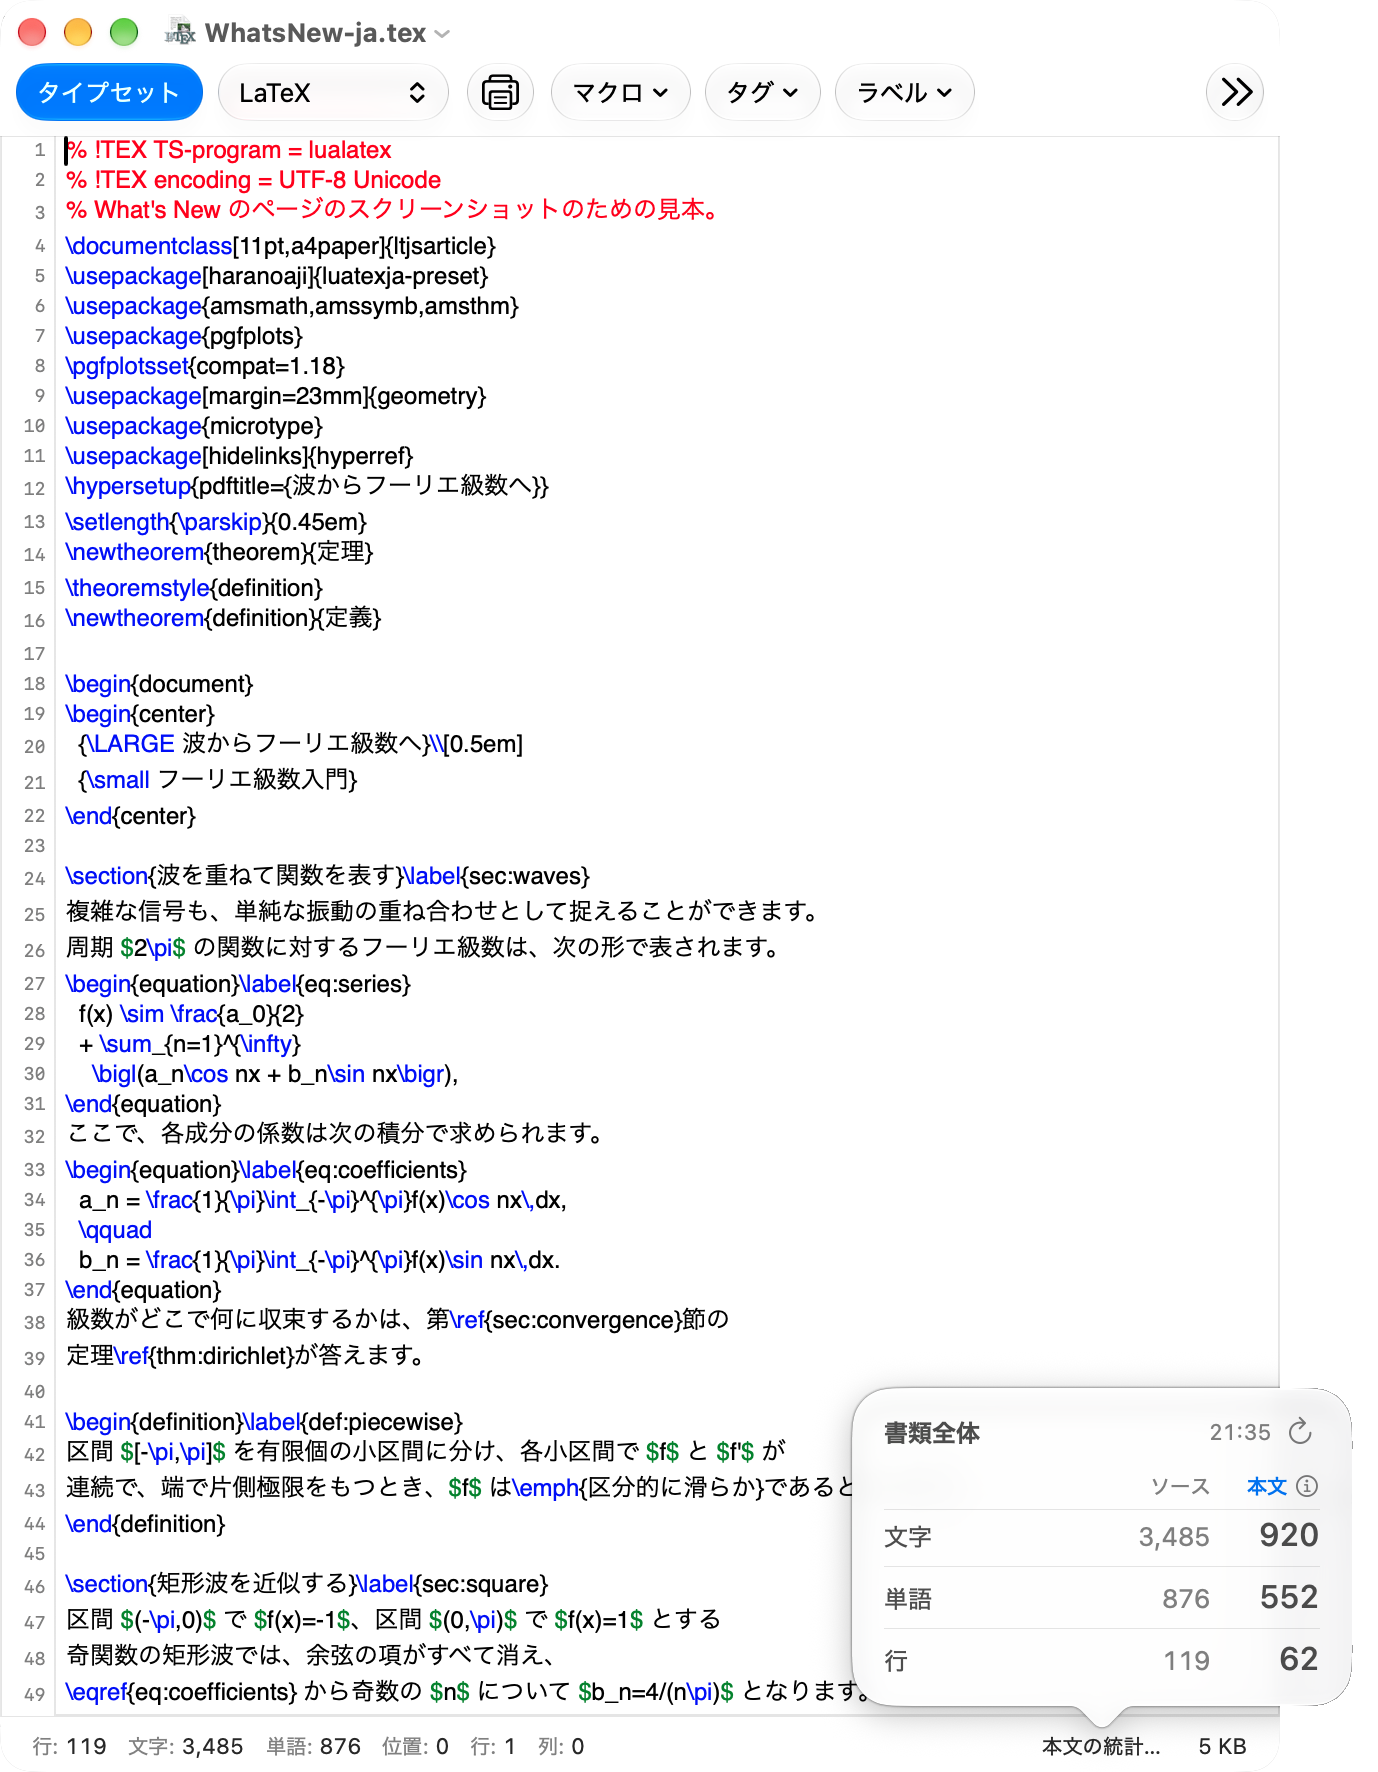 WhatsNew-ja.tex
タイプセット LaTeX マクロ タグ ラベル
1 % !TEX TS-program = lualatex
2 % !TEX encoding = UTF-8 Unicode
3 % What's New のページのスクリーンショットのための見本。
4 \documentclass[11pt,a4paper]{ltjsarticle}
5 \usepackage[haranoaji]{luatexja-preset}
6 \usepackage{amsmath,amssymb,amsthm}
7 \usepackage{pgfplots}
8 \pgfplotsset{compat=1.18}
9 \usepackage[margin=23mm]{geometry}
10 \usepackage{microtype}
11 \usepackage[hidelinks]{hyperref}
12 \hypersetup{pdftitle={波からフーリエ級数へ}}
13 \setlength{\parskip}{0.45em}
14 \newtheorem{theorem}{定理}
15 \theoremstyle{definition}
16 \newtheorem{definition}{定義}
17
18 \begin{document}
19 \begin{center}
20 {\LARGE 波からフーリエ級数へ}\\[0.5em]
21 {\small フーリエ級数入門}
22 \end{center}
23
24 \section{波を重ねて関数を表す}\label{sec:waves}
25 複雑な信号も、単純な振動の重ね合わせとして捉えることができます。
26 周期 $2\pi$ の関数に対するフーリエ級数は、次の形で表されます。
27 \begin{equation}\label{eq:series}
28 f(x) \sim \frac{a_0}{2}
29 + \sum_{n=1}^{\infty}
30 \bigl(a_n\cos nx + b_n\sin nx\bigr),
31 \end{equation}
32 ここで、各成分の係数は次の積分で求められます。
33 \begin{equation}\label{eq:coefficients}
34 a_n = \frac{1}{\pi}\int_{-\pi}^{\pi}f(x)\cos nx\,dx,
35 \qquad
36 b_n = \frac{1}{\pi}\int_{-\pi}^{\pi}f(x)\sin nx\,dx.
37 \end{equation}
38 級数がどこで何に収束するかは、第\ref{sec:convergence}節の
39 定理\ref{thm:dirichlet}が答えます。
40
41 \begin{definition}\label{def:piecewise}
42 区間 $[-\pi,\pi]$ を有限個の小区間に分け、各小区間で $f$ と $f'$ が
43 連続で、端で片側極限をもつとき、$f$ は\emph{区分的に滑らか}であると
44 \end{definition}
45
46 \section{矩形波を近似する}\label{sec:square}
47 区間 $(-\pi,0)$ で $f(x)=-1$、区間 $(0,\pi)$ で $f(x)=1$ とする
48 奇関数の矩形波では、余弦の項がすべて消え、
49 \eqref{eq:coefficients} から奇数の $n$ について $b_n=4/(n\pi)$ となります。
書類全体 21:35
ソース 本文
文字 3,485 920
単語 876 552
行 119 62
行: 119 文字: 3,485 単語: 876 位置: 0 行: 1 列: 0 本文の統計... 5 KB